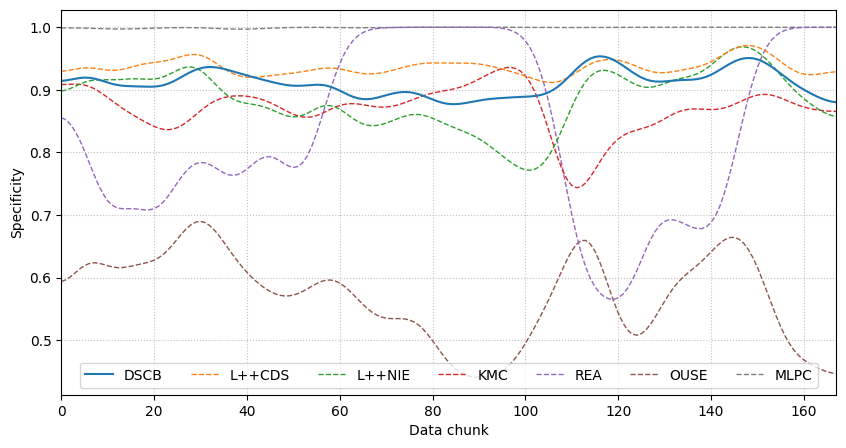 1.0
0.9
0.8
0.7
0.6
0.5
Specificity
DSCB L++CDS L++NIE KMC REA OUSE MLPC
0 20 40 60 80 100 120 140 160
Data chunk